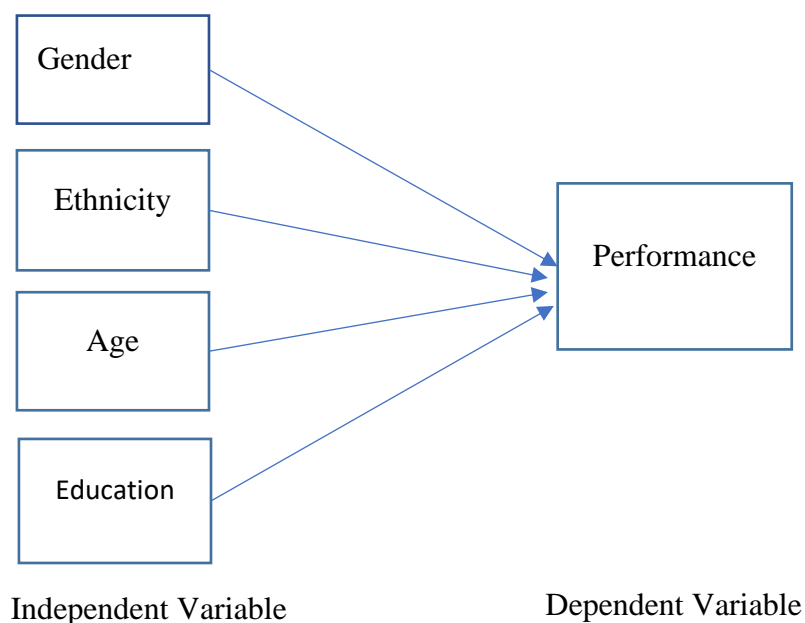 Gender
Ethnicity
Performance
Age
Education
Independent Variable
Dependent Variable